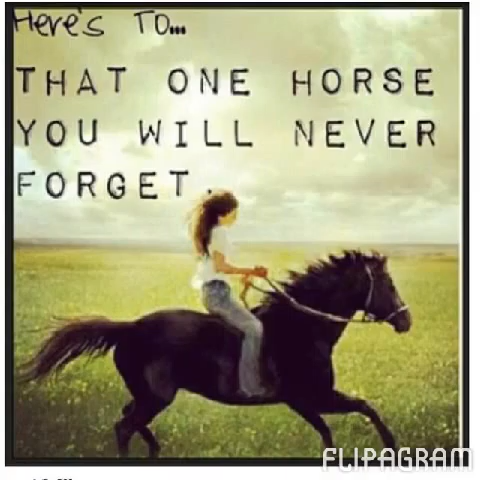 Here's To...
THAT ONE HORSE
YOU WILL NEVER
FORGET.
FLIPAGRAM